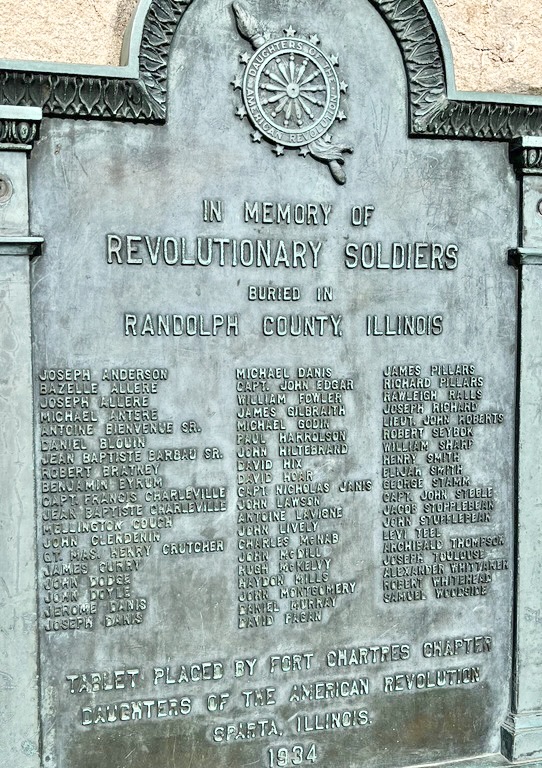 DAUGHTERS OF THE
AMERICAN REVOLUTION
IN MEMORY OF
REVOLUTIONARY SOLDIERS
BURIED IN
RANDOLPH COUNTY, ILLINOIS
JOSEPH ANDERSON
BAZELLE ALLERE
JOSEPH ALLERE
MICHAEL ANTERE
ANTOINE BIENVENUE SR.
DANIEL BLOUIN
JEAN BAPTISTE BARBAU SR.
ROBERT BRATNEY
BENJAMIN BYRUM
CAPT. FRANCIS CHARLEVILLE
JEAN BAPTISTE CHARLEVILLE
MELLINGTON COUCH
JOHN CLENDENIN
QT. MAS. HENRY CRUTCHER
JAMES CURRY
JOHN DODGE
JOHN DOYLE
JEROME DANIS
JOSEPH DANIS
MICHAEL DANIS
CAPT. JOHN EDGAR
WILLIAM FOWLER
JAMES GILBRAITH
MICHAEL GODIN
PAUL HARROLSON
JOHN HILTEBRAND
DAVID HIX
DAVID HOAR
CAPT NICHOLAS JANIS
JOHN LAWSON
ANTOINE LAVIGNE
JOHN LIVELY
CHARLES MCNAB
JOHN MCDILL
HUGH MCKELVY
HAYDON MILLS
JOHN MONTGOMERY
DANIEL MURRAY
DAVID PAGAN
JAMES PILLARS
RICHARD PILLARS
RAWLEIGH RALLS
JOSEPH RICHARD
LIEUT. JOHN ROBERTS
ROBERT SEYBOK
WILLIAM SHARP
HENRY SMITH
BENJAM SMITH
GEORGE STAMM
CAPT. JOHN STEELE
JACOB STOFFLEBEAN
JOHN STUFFLEFEAN
LEVI TEEL
ARCHIBALD THOMPSON
JOSEPH TOULOUSE
ALEXANDER WHITTAKER
ROBERT WHITEHEAD
SAMUEL WOODSIDE
TABLET PLACED BY FORT CHARTRES CHAPTER
DAUGHTERS OF THE AMERICAN REVOLUTION
SPARTA, ILLINOIS.
1934